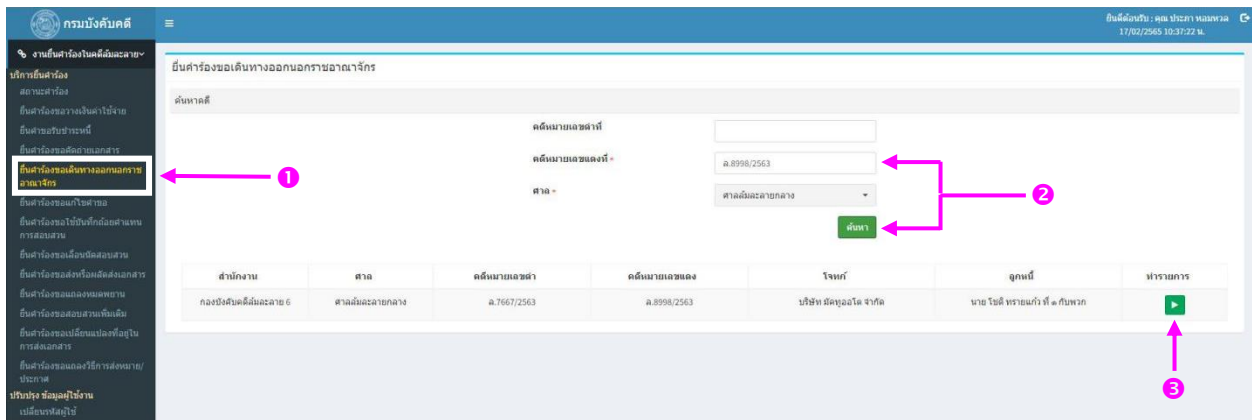 กรมบังคับคดี
ยินดีต้อนรับ : คุณ ประภา หอมหวล
17/02/2565 10:37:22 น.
งานยื่นคำร้องในคดีล้มละลาย
บริการยื่นคำร้อง
สถานะคำร้อง
ยื่นคำร้องขอวางเงินค่าใช้จ่าย
ยื่นคำขอรับชำระหนี้
ยื่นคำร้องขอคัดถ่ายเอกสาร
ยื่นคำร้องขอเดินทางออกนอกราช
อาณาจักร
ยื่นคำร้องขอแก้ไขคำขอ
ยื่นคำร้องขอใช้บันทึกถ้อยคำแทน
การสอบสวน
ยื่นคำร้องขอเลื่อนนัดสอบสวน
ยื่นคำร้องขอส่งหรือผลัดส่งเอกสาร
ยื่นคำร้องขอแถลงหมดพยาน
ยื่นคำร้องขอสอบสวนเพิ่มเติม
ยื่นคำร้องขอเปลี่ยนแปลงที่อยู่ใน
การส่งเอกสาร
ยื่นคำร้องขอแถลงวิธีการส่งหมาย/
ประกาศ
ปรับปรุง ข้อมูลผู้ใช้งาน
เปลี่ยนรหัสผู้ใช้
ยื่นคำร้องขอเดินทางออกนอกราชอาณาจักร
ค้นหาคดี
คดีหมายเลขดำที่
คดีหมายเลขแดงที่ * ล.8998/2563
ศาล * ศาลล้มละลายกลาง
ค้นหา
❶
❷
สำนักงาน ศาล คดีหมายเลขดำ คดีหมายเลขแดง โจทก์ ลูกหนี้ ทำรายการ
กองบังคับคดีล้มละลาย 6 ศาลล้มละลายกลาง ล.7667/2563 ล.8998/2563 บริษัท มัดทูออโต จำกัด นาย โชติ ทรายแก้ว ที่ ๑ กับพวก
❸